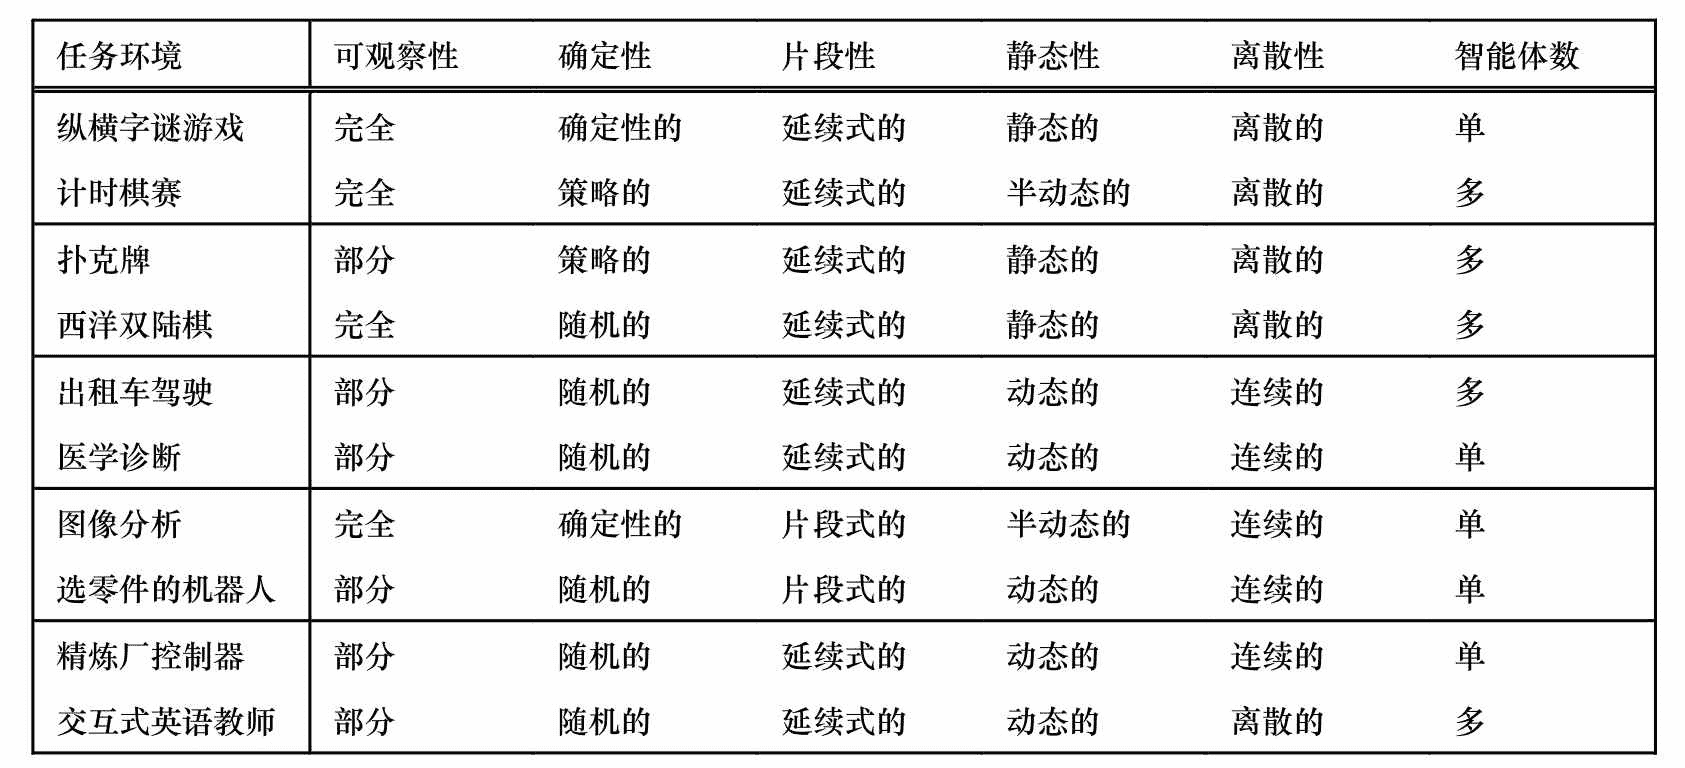 任务环境 可观察性 确定性 片段性 静态性 离散性 智能体数
纵横字谜游戏 完全 确定性的 延续式的 静态的 离散的 单
计时棋赛 完全 策略的 延续式的 半动态的 离散的 多
扑克牌 部分 策略的 延续式的 静态的 离散的 多
西洋双陆棋 完全 随机的 延续式的 静态的 离散的 多
出租车驾驶 部分 随机的 延续式的 动态的 连续的 多
医学诊断 部分 随机的 延续式的 动态的 连续的 单
图像分析 完全 确定性的 片段式的 半动态的 连续的 单
选零件的机器人 部分 随机的 片段式的 动态的 连续的 单
精炼厂控制器 部分 随机的 延续式的 动态的 连续的 单
交互式英语教师 部分 随机的 延续式的 动态的 离散的 多